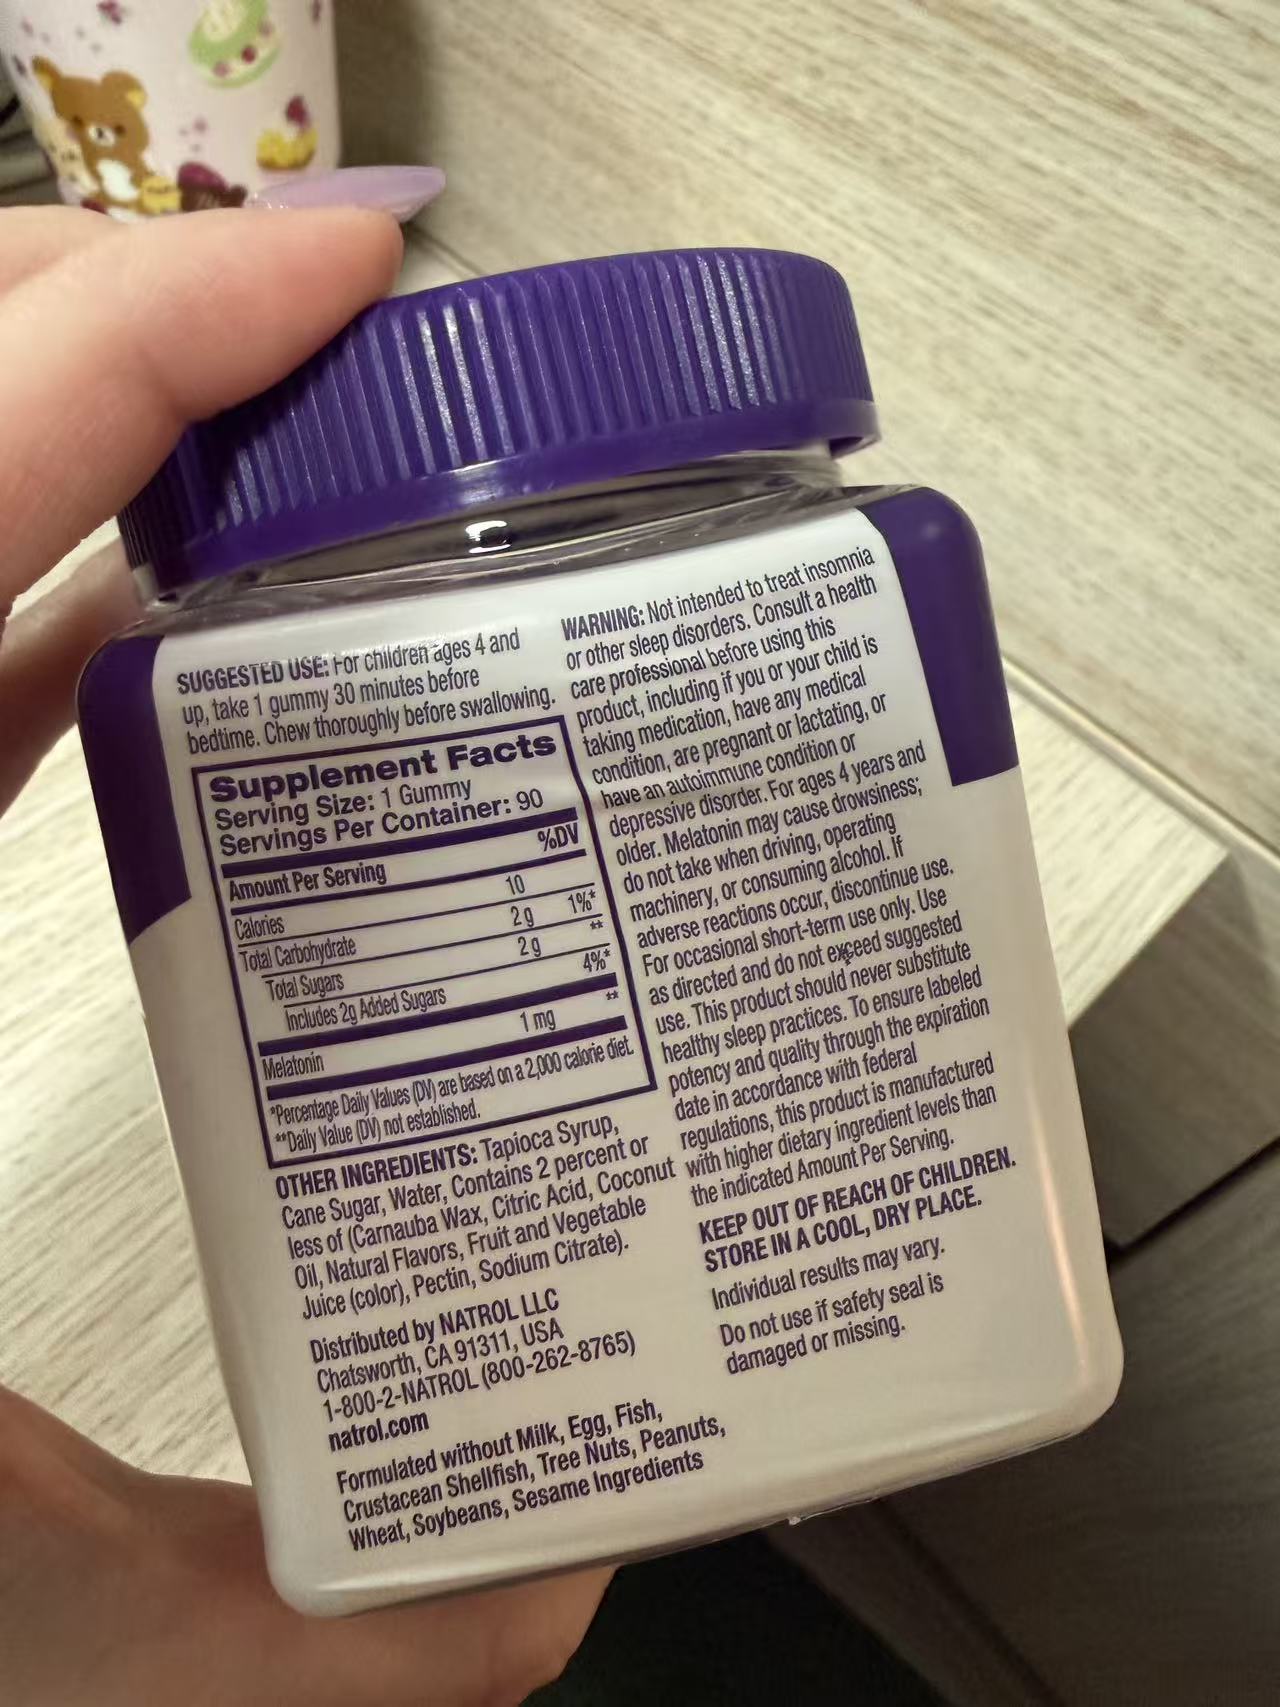 SUGGESTED USE: For children ages 4 and
up, take 1 gummy 30 minutes before
bedtime. Chew thoroughly before swallowing.
Supplement Facts
Serving Size: 1 Gummy
Servings Per Container: 90
Amount Per Serving %DV
Calories 10
Total Carbohydrate 2 g 1%*
Total Sugars 2 g **
Includes 2g Added Sugars 4%*
Melatonin 1 mg **
*Percentage Daily Values (DV) are based on a 2,000 calorie diet.
**Daily Value (DV) not established.
OTHER INGREDIENTS: Tapioca Syrup,
Cane Sugar, Water, Contains 2 percent or
less of (Carnauba Wax, Citric Acid, Coconut
Oil, Natural Flavors, Fruit and Vegetable
Juice (color), Pectin, Sodium Citrate).
Distributed by NATROL LLC
Chatsworth, CA 91311, USA
1-800-2-NATROL (800-262-8765)
natrol.com
Formulated without Milk, Egg, Fish,
Crustacean Shellfish, Tree Nuts, Peanuts,
Wheat, Soybeans, Sesame Ingredients
WARNING: Not intended to treat insomnia
or other sleep disorders. Consult a health
care professional before using this
product, including if you or your child is
taking medication, have any medical
condition, are pregnant or lactating, or
have an autoimmune condition or
depressive disorder. For ages 4 years and
older. Melatonin may cause drowsiness;
do not take when driving, operating
machinery, or consuming alcohol. If
adverse reactions occur, discontinue use.
For occasional short-term use only. Use
as directed and do not exceed suggested
use. This product should never substitute
healthy sleep practices. To ensure labeled
potency and quality through the expiration
date in accordance with federal
regulations, this product is manufactured
with higher dietary ingredient levels than
the indicated Amount Per Serving.
KEEP OUT OF REACH OF CHILDREN.
STORE IN A COOL, DRY PLACE.
Individual results may vary.
Do not use if safety seal is
damaged or missing.